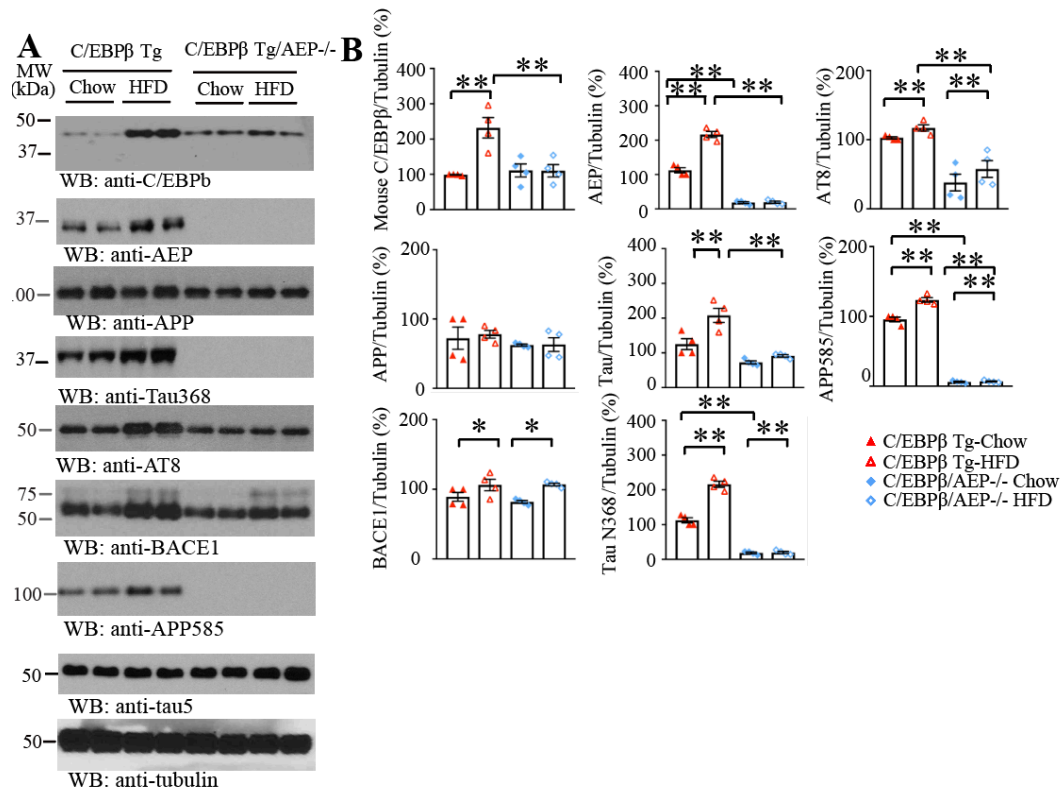 A
C/EBPβ Tg C/EBPβ Tg/AEP-/-
MW
(kDa)
Chow HFD Chow HFD
50
37
WB: anti-C/EBPb
37
WB: anti-AEP
100
WB: anti-APP
37
WB: anti-Tau368
50
WB: anti-AT8
75
50
WB: anti-BACE1
100
WB: anti-APP585
50
WB: anti-tau5
50
WB: anti-tubulin
B
Mouse C/EBPβ/Tubulin (%)
400
300
200
100
0
** **
AEP/Tubulin (%)
400
300
200
100
0
**
** **
AT8/Tubulin (%)
200
100
0
**
** **
APP/Tubulin (%)
200
100
0
Tau/Tubulin (%)
400
300
200
100
0
** **
APP585/Tubulin (%)
200
100
0
**
** **
**
BACE1/Tubulin (%)
200
100
0
* *
Tau N368/Tubulin (%)
400
300
200
100
0
**
** **
C/EBPβ Tg-Chow
C/EBPβ Tg-HFD
C/EBPβ/AEP-/- Chow
C/EBPβ/AEP-/- HFD